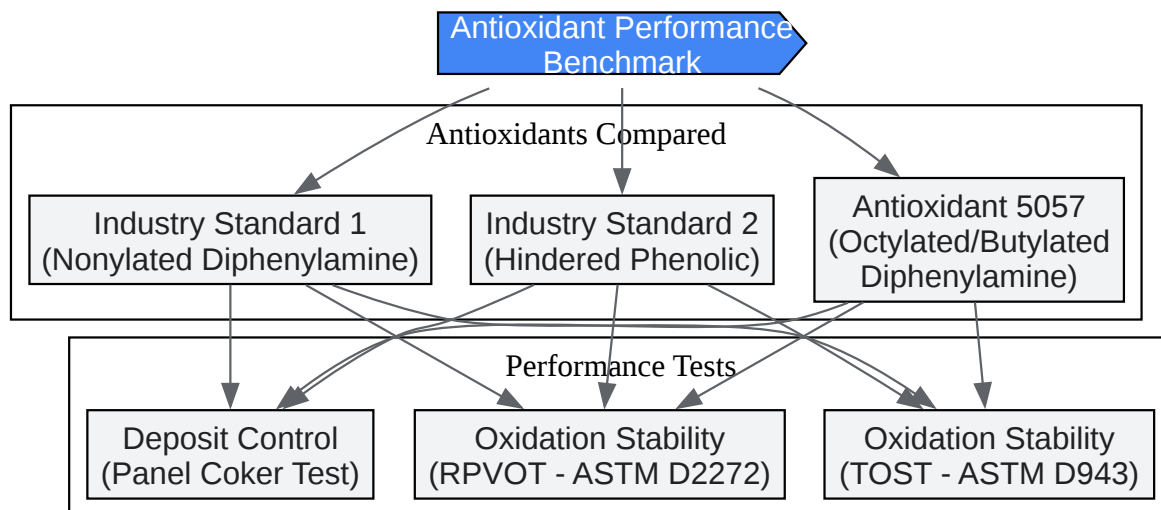 Antioxidant Performance
Benchmark
Antioxidants Compared
Industry Standard 1
(Nonylated Diphenylamine)
Industry Standard 2
(Hindered Phenolic)
Antioxidant 5057
(Octylated/Butylated
Diphenylamine)
Performance Tests
Deposit Control
(Panel Coker Test)
Oxidation Stability
(RPVOT - ASTM D2272)
Oxidation Stability
(TOST - ASTM D943)